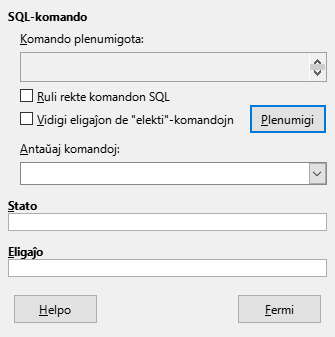 SQL-komando
Komando plenumigota:
Ruli rekte komandon SQL
Vidigi eligaĵon de "elekti"-komandojn
Plenumigi
Antaŭaj komandoj:
Stato
Eligaĵo
Helpo
Fermi